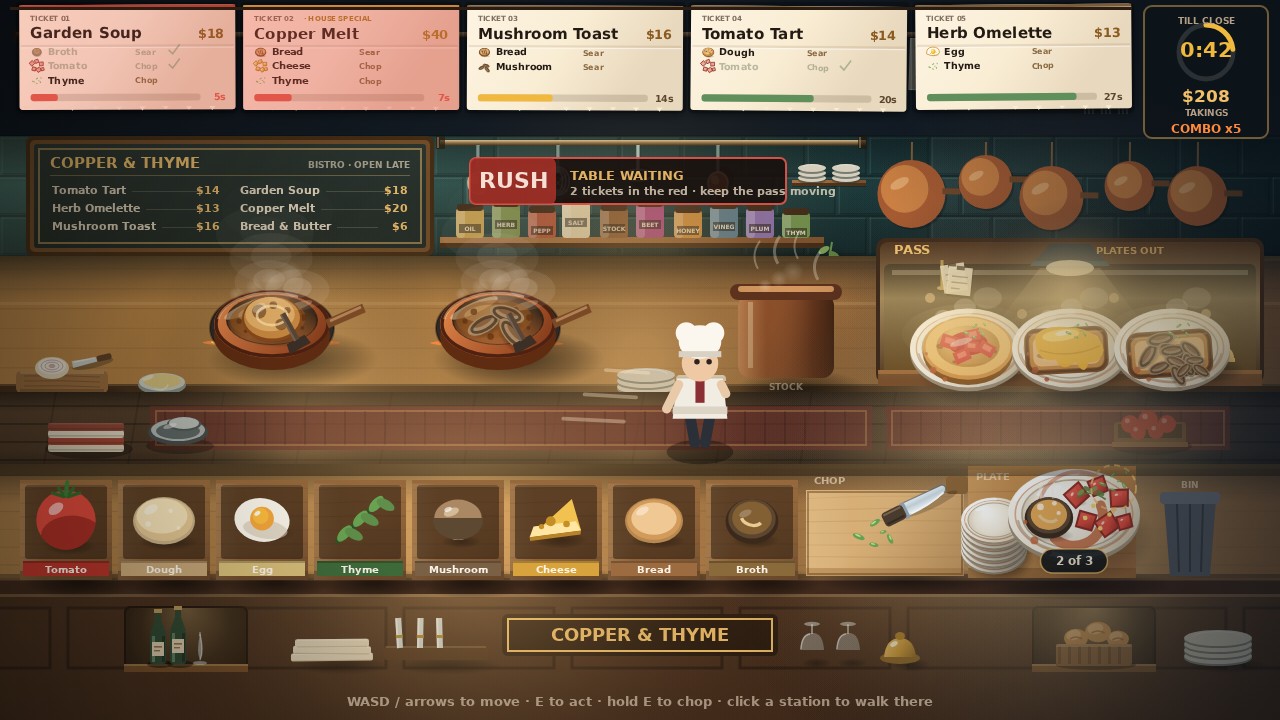 TICKET 01
Garden Soup $18
Broth Sear
Tomato Chop
Thyme Chop
5s
TICKET 02 · HOUSE SPECIAL
Copper Melt $40
Bread Sear
Cheese Chop
Thyme Chop
7s
TICKET 03
Mushroom Toast $16
Bread Sear
Mushroom Sear
14s
TICKET 04
Tomato Tart $14
Dough Sear
Tomato Chop
20s
TICKET 05
Herb Omelette $13
Egg Sear
Thyme Chop
27s
TILL CLOSE
0:42
$208
TAKINGS
COMBO x5
COPPER & THYME BISTRO · OPEN LATE
Tomato Tart $14 Garden Soup $18
Herb Omelette $13 Copper Melt $20
Mushroom Toast $16 Bread & Butter $6
RUSH
TABLE WAITING
2 tickets in the red · keep the pass moving
OIL HERB PEPP SALT STOCK BEET HONEY VINEG PLUM THYM
PASS PLATES OUT
STOCK
CHOP PLATE BIN
Tomato Dough Egg Thyme Mushroom Cheese Bread Broth
2 of 3
COPPER & THYME
WASD / arrows to move · E to act · hold E to chop · click a station to walk there